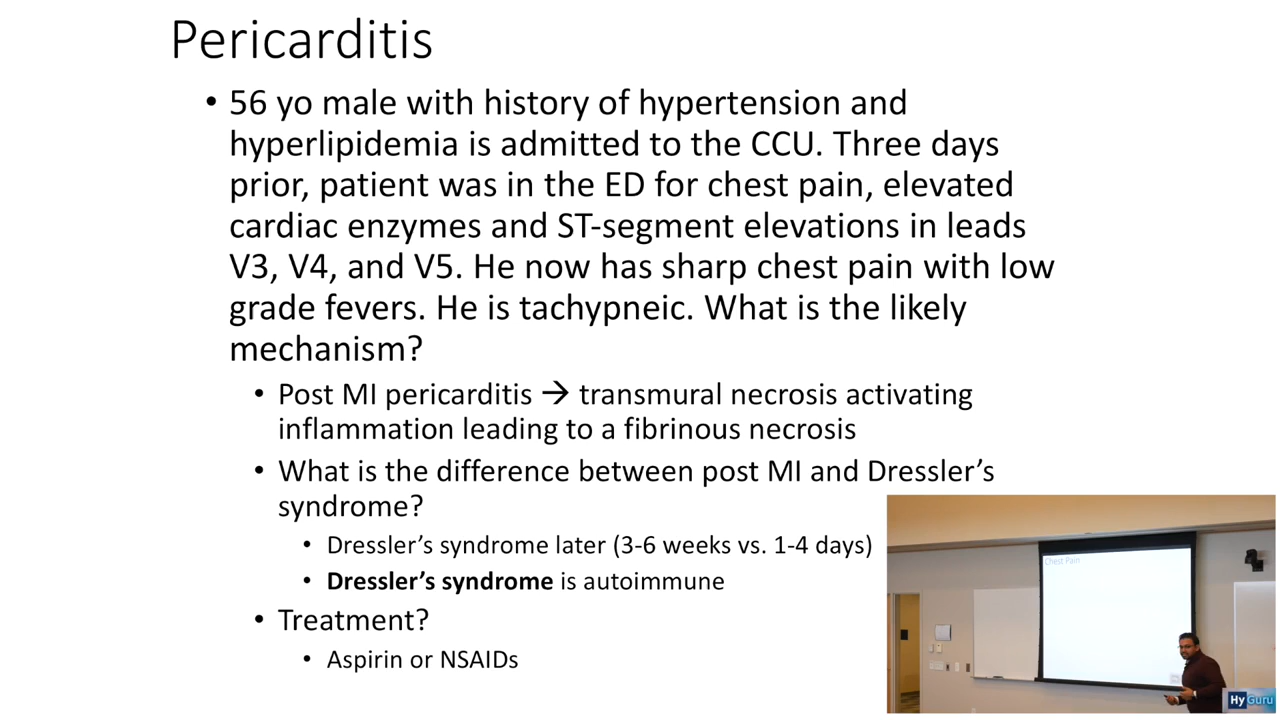 Pericarditis
• 56 yo male with history of hypertension and
hyperlipidemia is admitted to the CCU. Three days
prior, patient was in the ED for chest pain, elevated
cardiac enzymes and ST-segment elevations in leads
V3, V4, and V5. He now has sharp chest pain with low
grade fevers. He is tachypneic. What is the likely
mechanism?
• Post MI pericarditis → transmural necrosis activating
inflammation leading to a fibrinous necrosis
• What is the difference between post MI and Dressler’s
syndrome?
• Dressler’s syndrome later (3-6 weeks vs. 1-4 days)
• Dressler’s syndrome is autoimmune
• Treatment?
• Aspirin or NSAIDs
Chest Pain
HyGuru